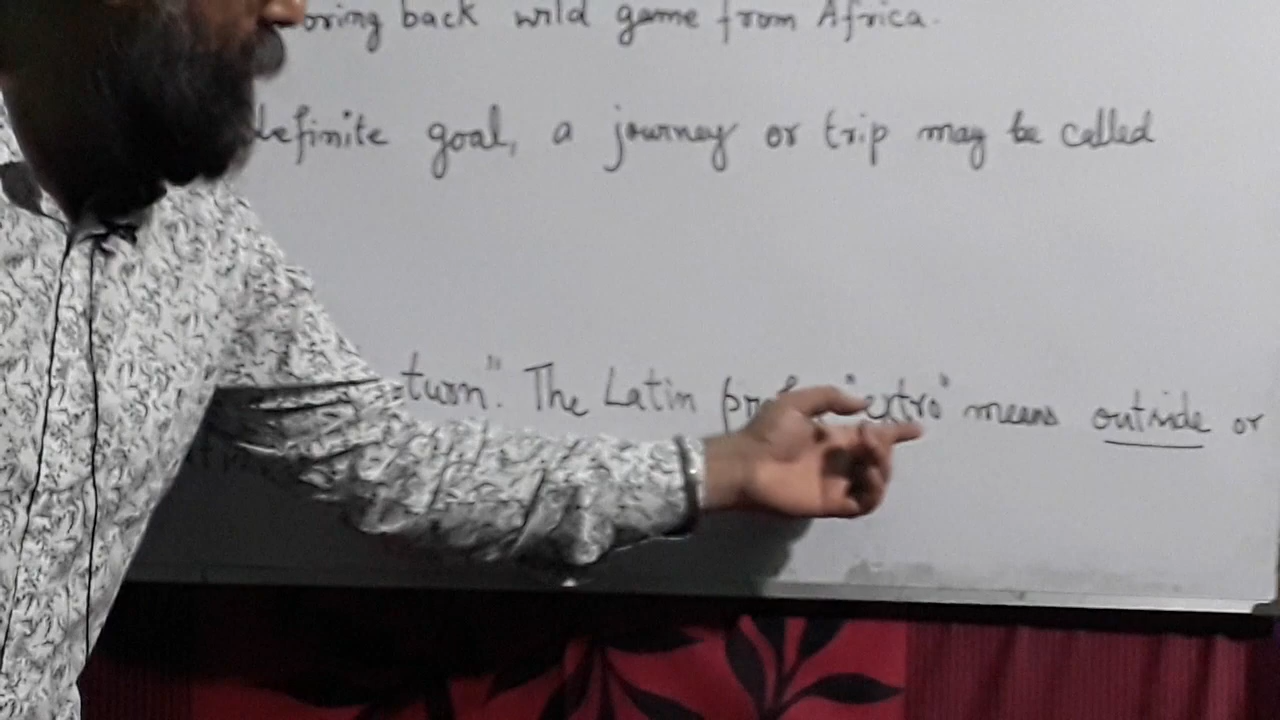 bring back wild game from Africa.
definite goal, a journey or trip may be called
turn". The Latin "extro" means outside or